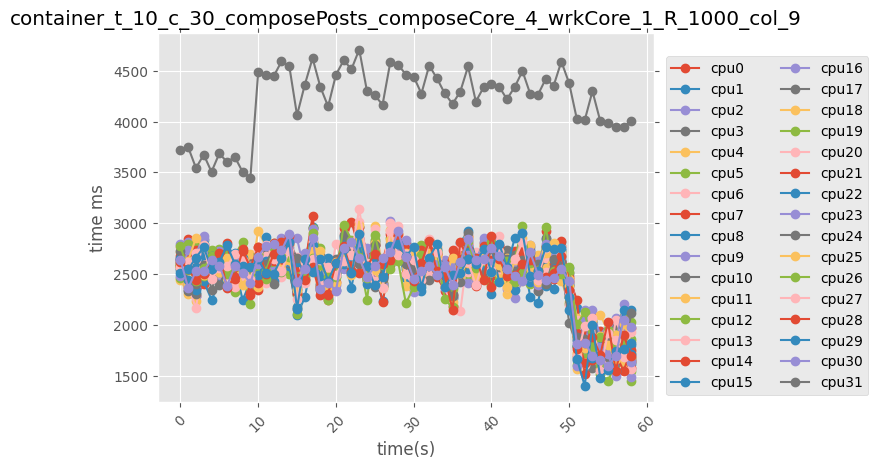 container_t_10_c_30_composePosts_composeCore_4_wrkCore_1_R_1000_col_9
4500
4000
3500
3000
2500
2000
1500
time ms
0
10
20
30
40
50
60
time(s)
cpu0
cpu1
cpu2
cpu3
cpu4
cpu5
cpu6
cpu7
cpu8
cpu9
cpu10
cpu11
cpu12
cpu13
cpu14
cpu15
cpu16
cpu17
cpu18
cpu19
cpu20
cpu21
cpu22
cpu23
cpu24
cpu25
cpu26
cpu27
cpu28
cpu29
cpu30
cpu31